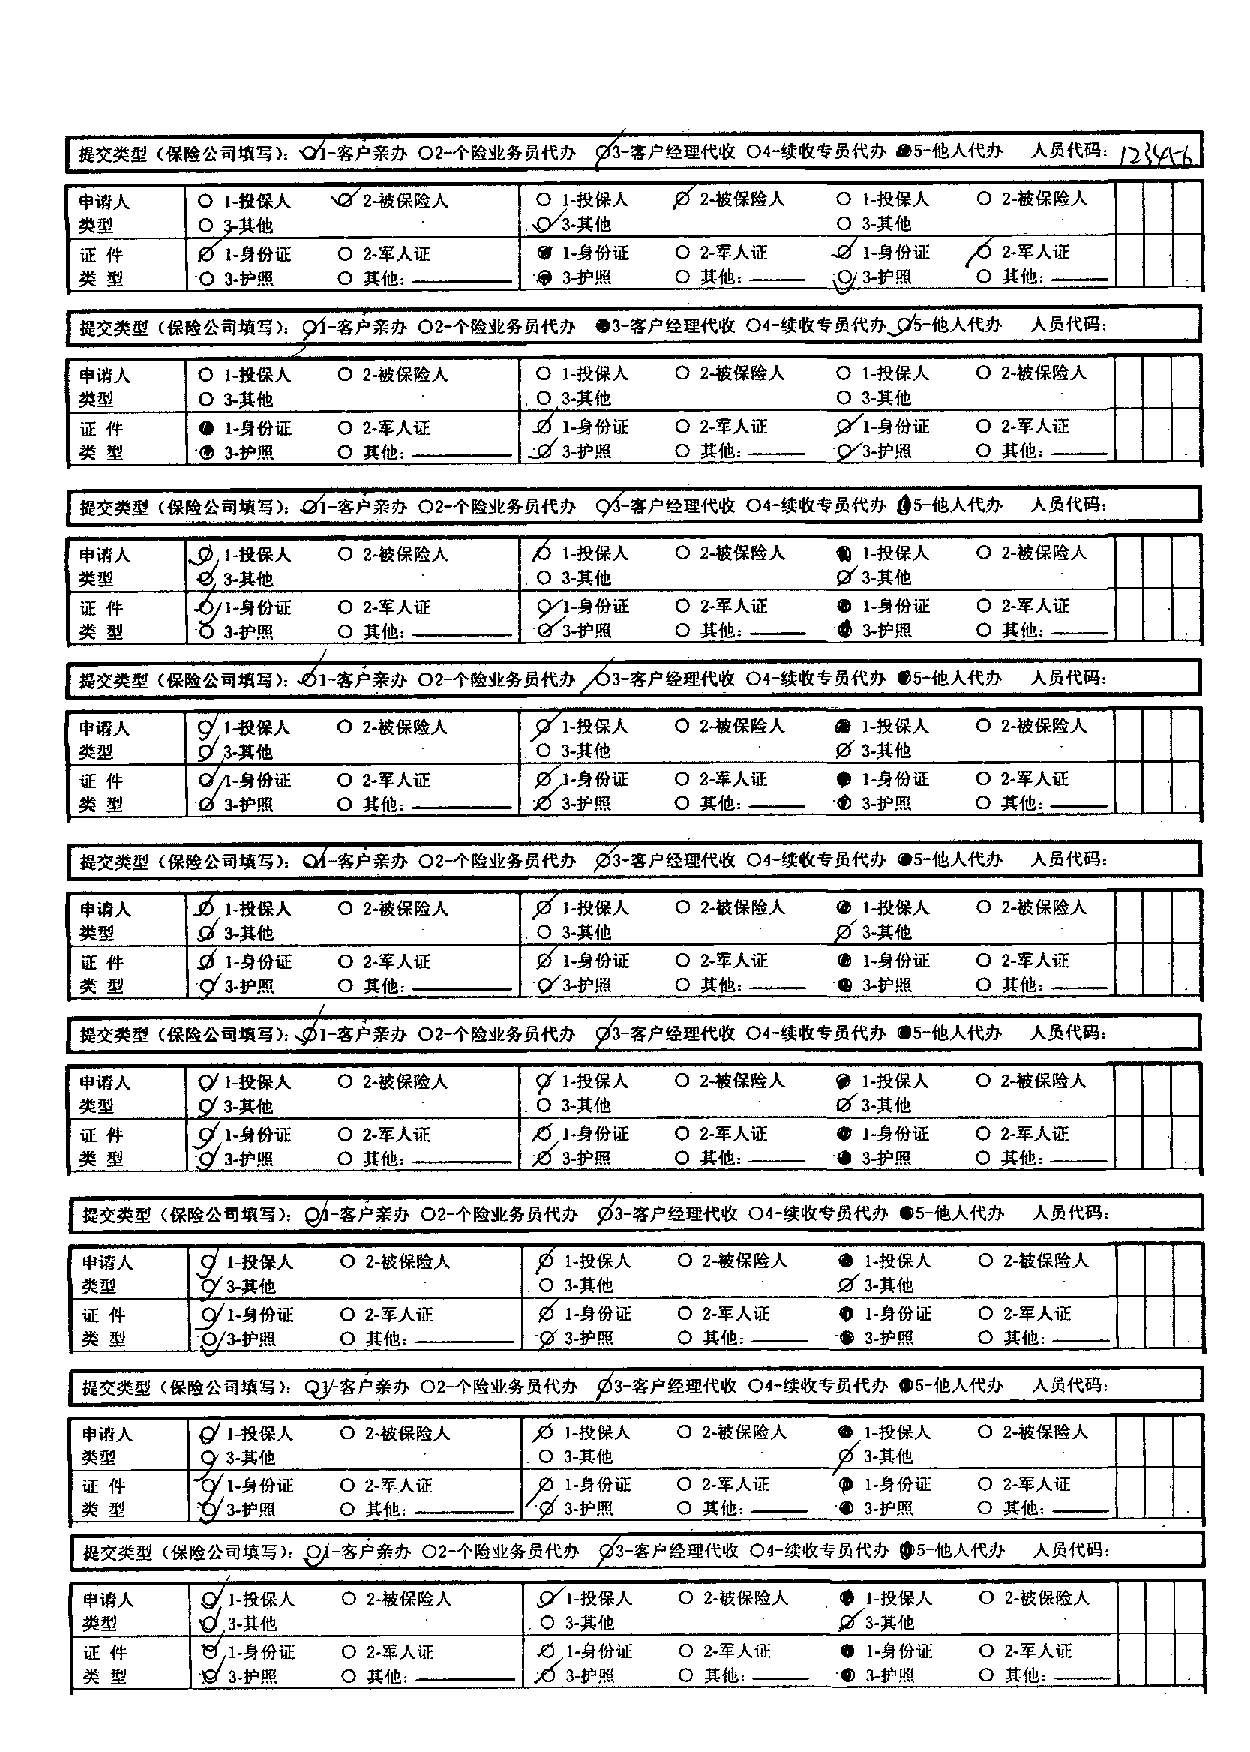 提交类型（保险公司填写）：○1-客户亲办 ○2-个险业务员代办 ○3-客户经理代收 ○4-续收专员代办 ●5-他人代办 人员代码：123456
申请人 ○ 1-投保人 ○ 2-被保险人 ○ 1-投保人 ○ 2-被保险人 ○ 1-投保人 ○ 2-被保险人
类型 ○ 3-其他 ○ 3-其他 ○ 3-其他
证 件 ○ 1-身份证 ○ 2-军人证 ● 1-身份证 ○ 2-军人证 ○ 1-身份证 ○ 2-军人证
类 型 ○ 3-护照 ○ 其他：____ ● 3-护照 ○ 其他：____ ○ 3-护照 ○ 其他：____
提交类型（保险公司填写）：○1-客户亲办 ○2-个险业务员代办 ●3-客户经理代收 ○4-续收专员代办 ○5-他人代办 人员代码：
申请人 ○ 1-投保人 ○ 2-被保险人 ○ 1-投保人 ○ 2-被保险人 ○ 1-投保人 ○ 2-被保险人
类型 ○ 3-其他 ○ 3-其他 ○ 3-其他
证 件 ● 1-身份证 ○ 2-军人证 ○ 1-身份证 ○ 2-军人证 ○ 1-身份证 ○ 2-军人证
类 型 ● 3-护照 ○ 其他：____ ○ 3-护照 ○ 其他：____ ○ 3-护照 ○ 其他：____
提交类型（保险公司填写）：○1-客户亲办 ○2-个险业务员代办 ○3-客户经理代收 ○4-续收专员代办 ●5-他人代办 人员代码：
申请人 ○ 1-投保人 ○ 2-被保险人 ○ 1-投保人 ○ 2-被保险人 ● 1-投保人 ○ 2-被保险人
类型 ○ 3-其他 ○ 3-其他 ○ 3-其他
证 件 ○ 1-身份证 ○ 2-军人证 ○ 1-身份证 ○ 2-军人证 ● 1-身份证 ○ 2-军人证
类 型 ○ 3-护照 ○ 其他：____ ○ 3-护照 ○ 其他：____ ● 3-护照 ○ 其他：____
提交类型（保险公司填写）：○1-客户亲办 ○2-个险业务员代办 ○3-客户经理代收 ○4-续收专员代办 ●5-他人代办 人员代码：
申请人 ○ 1-投保人 ○ 2-被保险人 ○ 1-投保人 ○ 2-被保险人 ● 1-投保人 ○ 2-被保险人
类型 ○ 3-其他 ○ 3-其他 ○ 3-其他
证 件 ○ 1-身份证 ○ 2-军人证 ○ 1-身份证 ○ 2-军人证 ● 1-身份证 ○ 2-军人证
类 型 ○ 3-护照 ○ 其他：____ ○ 3-护照 ○ 其他：____ ● 3-护照 ○ 其他：____
提交类型（保险公司填写）：○1-客户亲办 ○2-个险业务员代办 ○3-客户经理代收 ○4-续收专员代办 ●5-他人代办 人员代码：
申请人 ○ 1-投保人 ○ 2-被保险人 ○ 1-投保人 ○ 2-被保险人 ● 1-投保人 ○ 2-被保险人
类型 ○ 3-其他 ○ 3-其他 ○ 3-其他
证 件 ○ 1-身份证 ○ 2-军人证 ○ 1-身份证 ○ 2-军人证 ● 1-身份证 ○ 2-军人证
类 型 ○ 3-护照 ○ 其他：____ ○ 3-护照 ○ 其他：____ ● 3-护照 ○ 其他：____
提交类型（保险公司填写）：○1-客户亲办 ○2-个险业务员代办 ○3-客户经理代收 ○4-续收专员代办 ●5-他人代办 人员代码：
申请人 ○ 1-投保人 ○ 2-被保险人 ○ 1-投保人 ○ 2-被保险人 ● 1-投保人 ○ 2-被保险人
类型 ○ 3-其他 ○ 3-其他 ○ 3-其他
证 件 ○ 1-身份证 ○ 2-军人证 ○ 1-身份证 ○ 2-军人证 ● 1-身份证 ○ 2-军人证
类 型 ○ 3-护照 ○ 其他：____ ○ 3-护照 ○ 其他：____ ● 3-护照 ○ 其他：____
提交类型（保险公司填写）：○1-客户亲办 ○2-个险业务员代办 ○3-客户经理代收 ○4-续收专员代办 ●5-他人代办 人员代码：
申请人 ○ 1-投保人 ○ 2-被保险人 ○ 1-投保人 ○ 2-被保险人 ● 1-投保人 ○ 2-被保险人
类型 ○ 3-其他 ○ 3-其他 ○ 3-其他
证 件 ○ 1-身份证 ○ 2-军人证 ○ 1-身份证 ○ 2-军人证 ● 1-身份证 ○ 2-军人证
类 型 ○ 3-护照 ○ 其他：____ ○ 3-护照 ○ 其他：____ ● 3-护照 ○ 其他：____
提交类型（保险公司填写）：○1-客户亲办 ○2-个险业务员代办 ○3-客户经理代收 ○4-续收专员代办 ●5-他人代办 人员代码：
申请人 ○ 1-投保人 ○ 2-被保险人 ○ 1-投保人 ○ 2-被保险人 ● 1-投保人 ○ 2-被保险人
类型 ○ 3-其他 ○ 3-其他 ○ 3-其他
证 件 ○ 1-身份证 ○ 2-军人证 ○ 1-身份证 ○ 2-军人证 ● 1-身份证 ○ 2-军人证
类 型 ○ 3-护照 ○ 其他：____ ○ 3-护照 ○ 其他：____ ● 3-护照 ○ 其他：____
提交类型（保险公司填写）：○1-客户亲办 ○2-个险业务员代办 ○3-客户经理代收 ○4-续收专员代办 ●5-他人代办 人员代码：
申请人 ○ 1-投保人 ○ 2-被保险人 ○ 1-投保人 ○ 2-被保险人 ● 1-投保人 ○ 2-被保险人
类型 ○ 3-其他 ○ 3-其他 ○ 3-其他
证 件 ○ 1-身份证 ○ 2-军人证 ○ 1-身份证 ○ 2-军人证 ● 1-身份证 ○ 2-军人证
类 型 ○ 3-护照 ○ 其他：____ ○ 3-护照 ○ 其他：____ ● 3-护照 ○ 其他：____